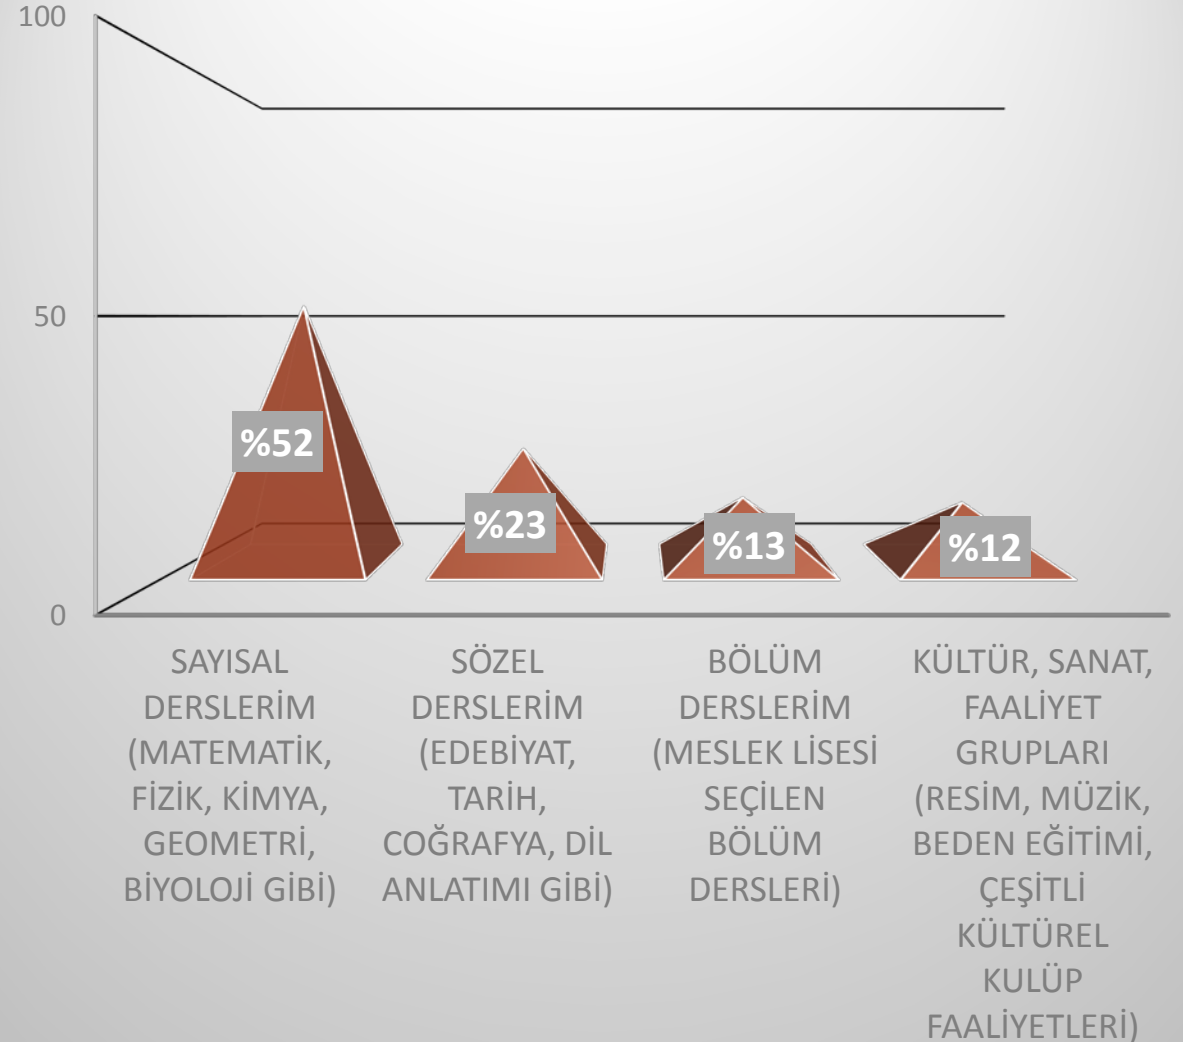 100
50
0
%52
%23
%13
%12
SAYISAL
DERSLERİM
(MATEMATİK,
FİZİK, KİMYA,
GEOMETRİ,
BİYOLOJİ GİBİ)
SÖZEL
DERSLERİM
(EDEBİYAT,
TARİH,
COĞRAFYA, DİL
ANLATIMI GİBİ)
BÖLÜM
DERSLERİM
(MESLEK LİSESİ
SEÇİLEN
BÖLÜM
DERSLERİ)
KÜLTÜR, SANAT,
FAALİYET
GRUPLARI
(RESİM, MÜZİK,
BEDEN EĞİTİMİ,
ÇEŞİTLİ
KÜLTÜREL
KULÜP
FAALİYETLERİ)